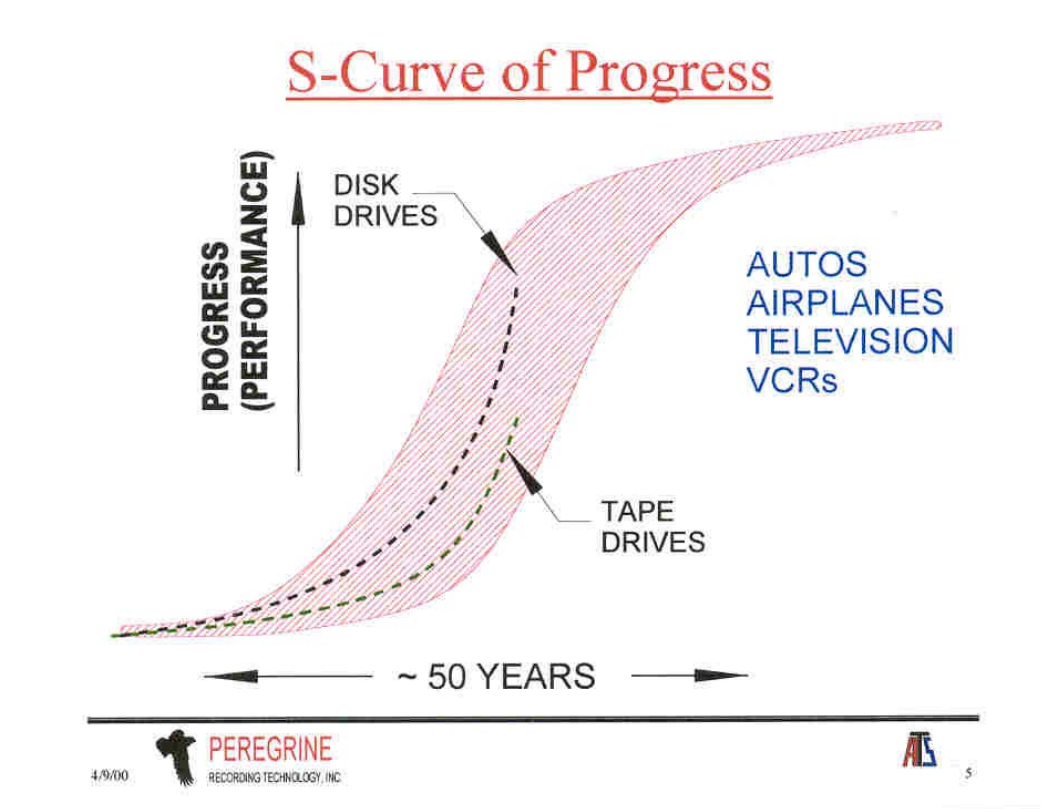 S-Curve of Progress
PROGRESS
(PERFORMANCE)
DISK
DRIVES
AUTOS
AIRPLANES
TELEVISION
VCRs
TAPE
DRIVES
~ 50 YEARS
4/9/00
PEREGRINE
RECORDING TECHNOLOGY, INC
ATS
5